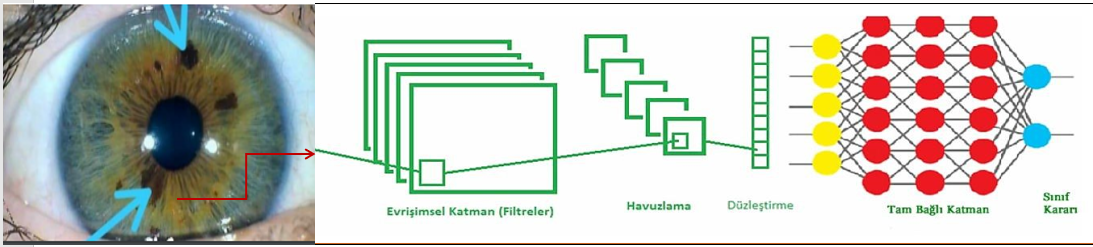 Evrişimsel Katman (Filtreler)
Havuzlama
Düzleştirme
Tam Bağlı Katman
Sınıf
Kararı